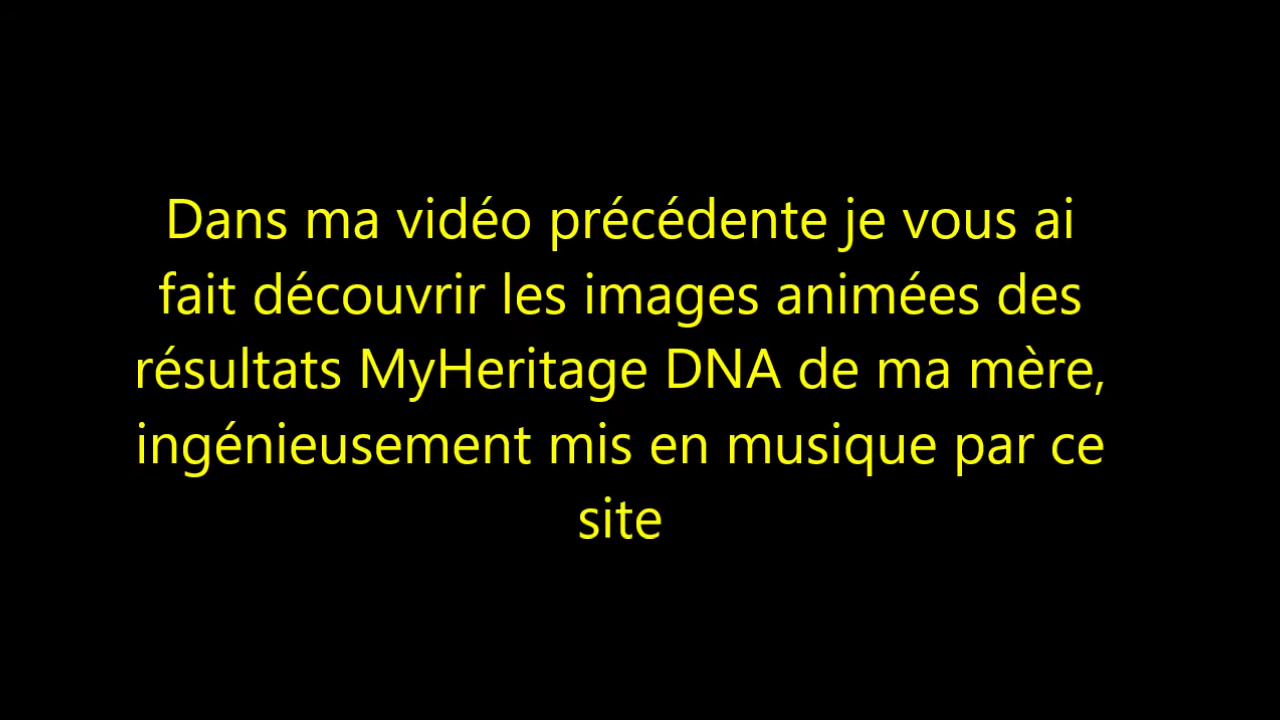 Dans ma vidéo précédente je vous ai
fait découvrir les images animées des
résultats MyHeritage DNA de ma mère,
ingénieusement mis en musique par ce
site